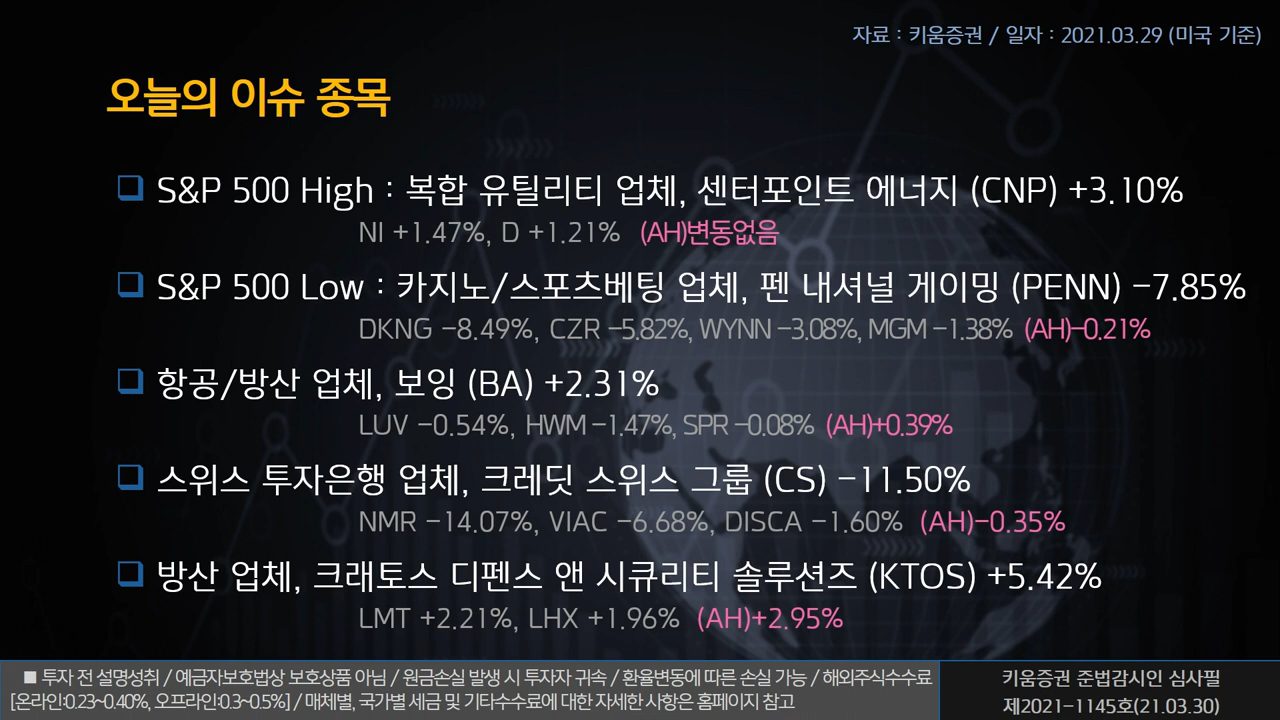 자료 : 키움증권 / 일자 : 2021.03.29 (미국 기준)
오늘의 이슈 종목
❑ S&P 500 High : 복합 유틸리티 업체, 센터포인트 에너지 (CNP) +3.10%
NI +1.47%, D +1.21% (AH)변동없음
❑ S&P 500 Low : 카지노/스포츠베팅 업체, 펜 내셔널 게이밍 (PENN) -7.85%
DKNG -8.49%, CZR -5.82%, WYNN -3.08%, MGM -1.38% (AH)-0.21%
❑ 항공/방산 업체, 보잉 (BA) +2.31%
LUV -0.54%, HWM -1.47%, SPR -0.08% (AH)+0.39%
❑ 스위스 투자은행 업체, 크레딧 스위스 그룹 (CS) -11.50%
NMR -14.07%, VIAC -6.68%, DISCA -1.60% (AH)-0.35%
❑ 방산 업체, 크래토스 디펜스 앤 시큐리티 솔루션즈 (KTOS) +5.42%
LMT +2.21%, LHX +1.96% (AH)+2.95%
■ 투자 전 설명성취 / 예금자보호법상 보호상품 아님 / 원금손실 발생 시 투자자 귀속 / 환율변동에 따른 손실 가능 / 해외주식수수료
[온라인:0.23~0.40%, 오프라인:0.3~0.5%] / 매체별, 국가별 세금 및 기타수수료에 대한 자세한 사항은 홈페이지 참고
키움증권 준법감시인 심사필
제2021-1145호(21.03.30)